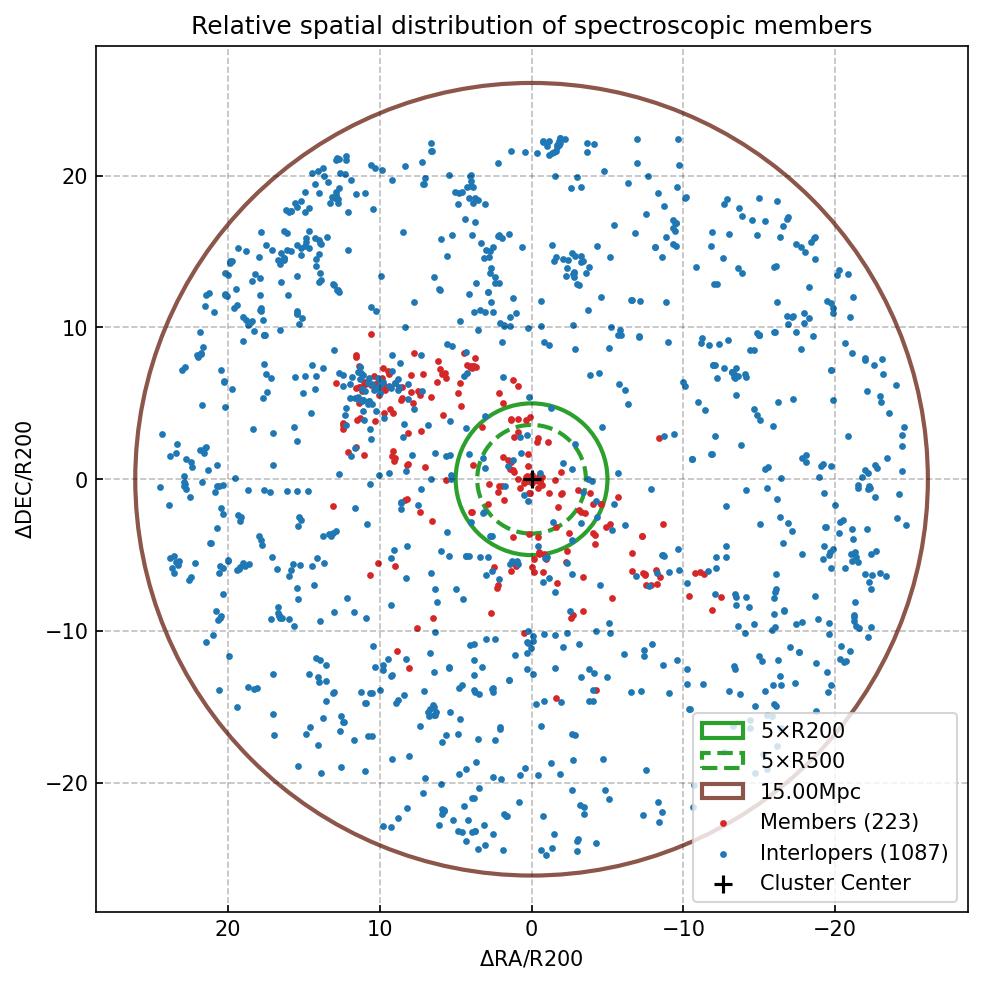 Relative spatial distribution of spectroscopic members
20
10
0
−10
−20
ΔDEC/R200
20
10
0
−10
−20
ΔRA/R200
5×R200
5×R500
15.00Mpc
Members (223)
Interlopers (1087)
Cluster Center